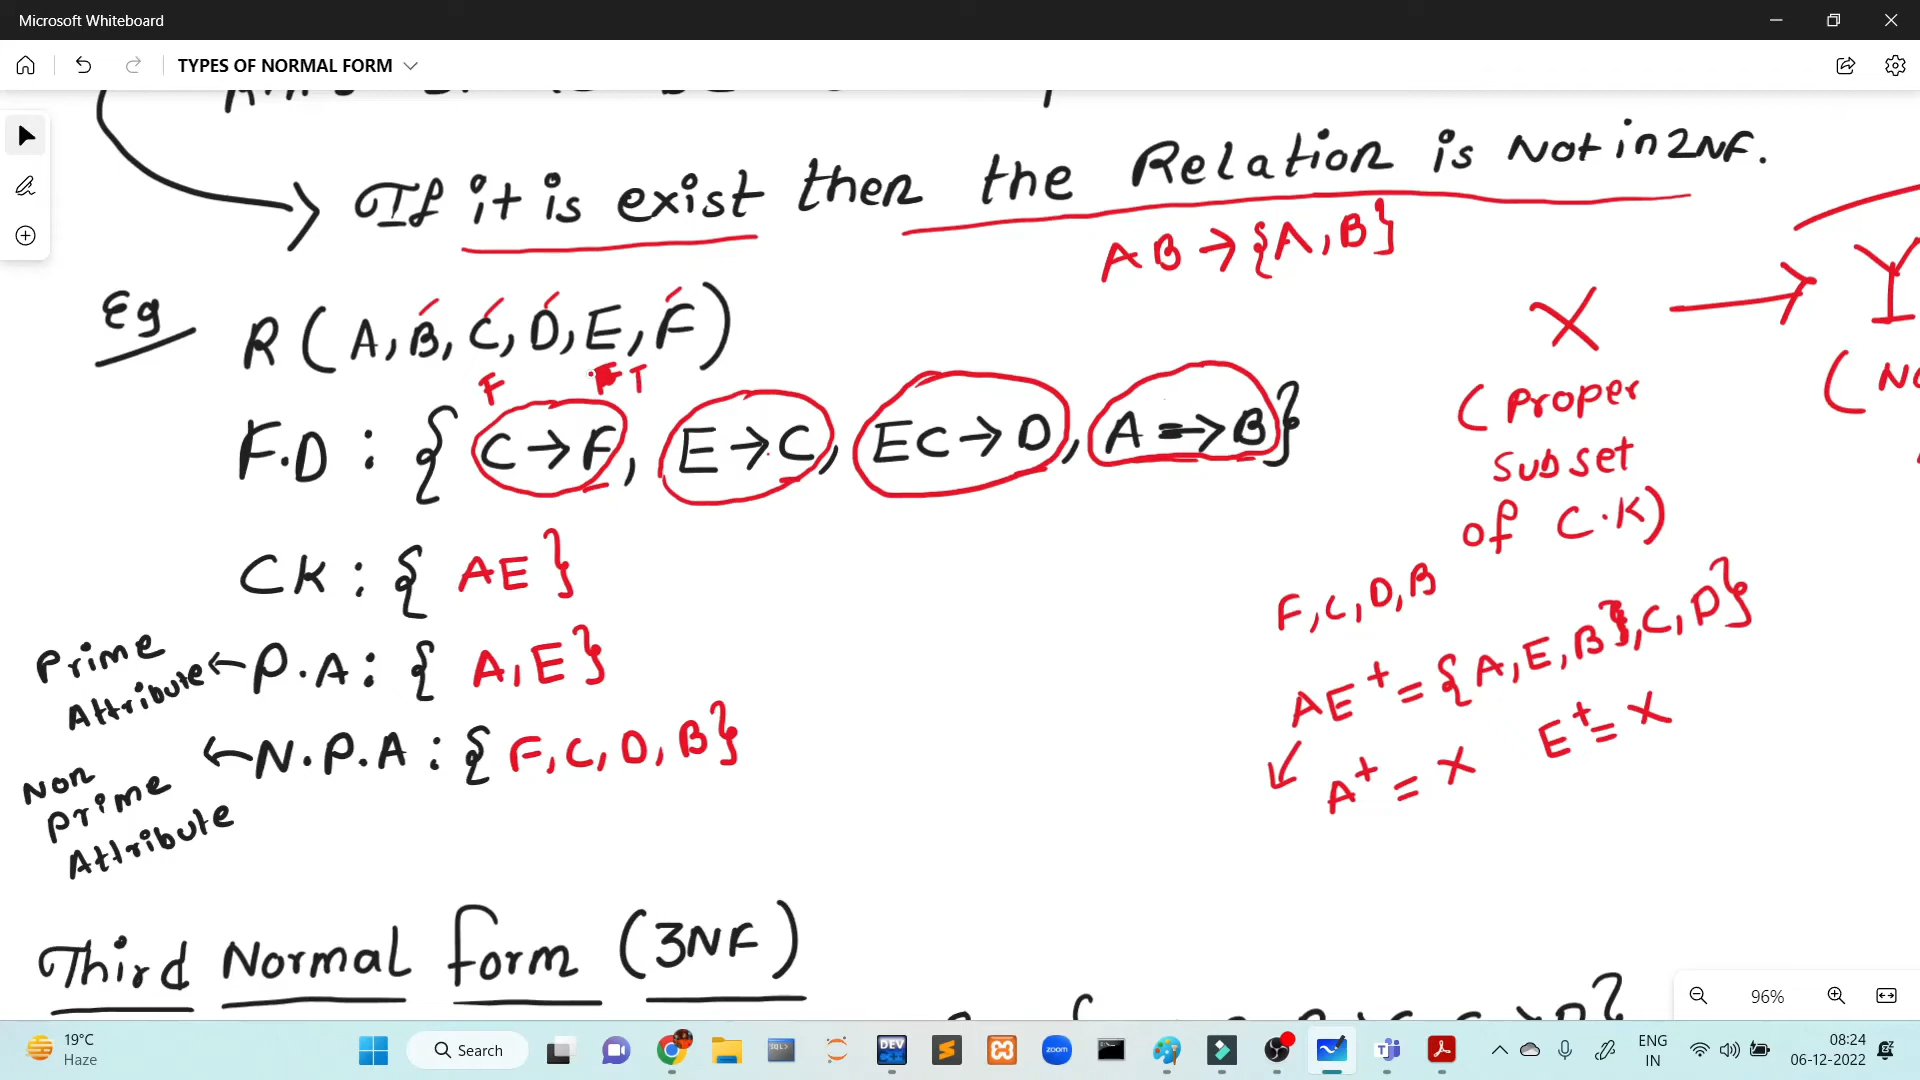 Microsoft Whiteboard
TYPES OF NORMAL FORM
→ If it is exist then the Relation is Not in 2NF.
AB → {A, B}
Eg R ( A, B, C, D, E, F )
X → Y
F F T
(Proper
subset
of C.K)
F.D : { C → F, E → C, EC → D, A → B }
CK : { AE }
F, C, D, B
Prime
Attribute ← P.A : { A, E }
AE+ = { A, E, B}, C, D }
Non
Prime
Attribute ← N.P.A : { F, C, D, B }
A+ = X E+ = X
Third Normal form (3NF)
96%
19°C
Haze
Search
ENG
IN
08:24
06-12-2022